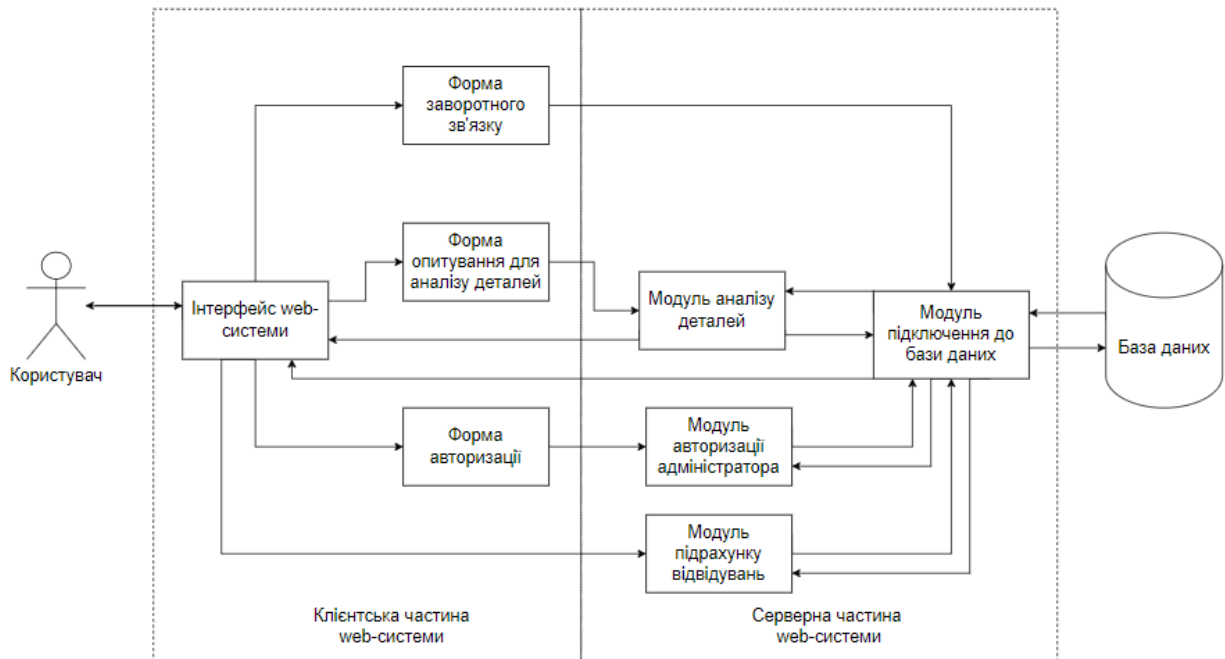 Форма
заворотного
зв'язку
Форма
опитування для
аналізу деталей
Інтерфейс web-
системи
Модуль аналізу
деталей
Модуль
підключення до
бази даних
База даних
Користувач
Форма
авторизації
Модуль
авторизації
адміністратора
Модуль
підрахунку
відвідувань
Клієнтська частина
web-системи
Серверна частина
web-системи